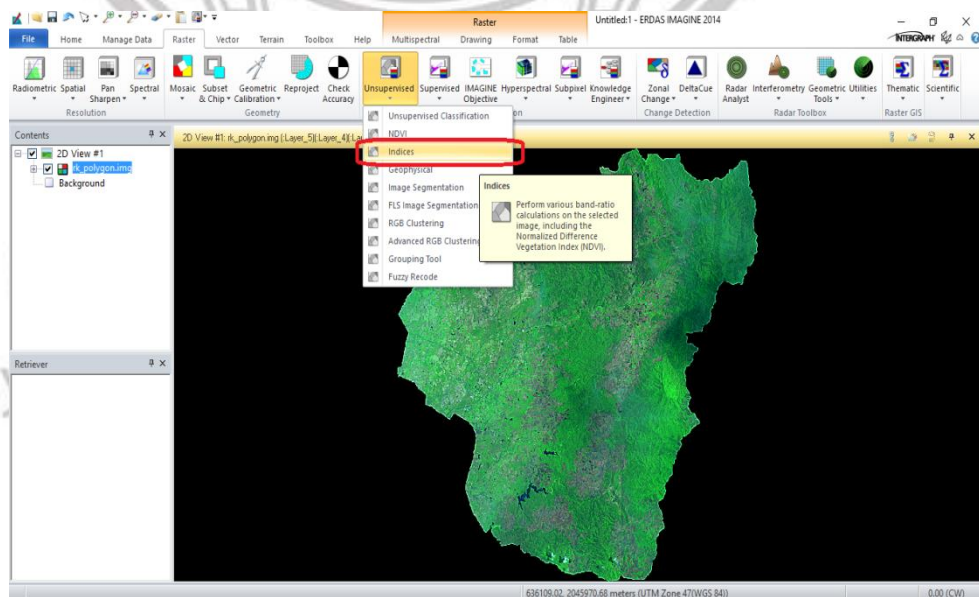 Raster
Untitled:1 - ERDAS IMAGINE 2014
File Home Manage Data Raster Vector Terrain Toolbox Help Multispectral Drawing Format Table
INTERGRAPH
Radiometric Spatial Pan Sharpen Spectral Mosaic Subset & Chip Geometric Calibration Reproject Check Accuracy Unsupervised Supervised IMAGINE Objective Hyperspectral Subpixel Knowledge Engineer Zonal Change DeltaCue Radar Analyst Interferometry Geometric Tools Utilities Thematic Scientific
Resolution Geometry on Change Detection Radar Toolbox Raster GIS
Contents
2D View #1: rk_polygon.img (:Layer_5)(:Layer_4)(:La
2D View #1
rk_polygon.img
Background
Unsupervised Classification
NDVI
Indices
Geophysical
Image Segmentation
FLS Image Segmentation
RGB Clustering
Advanced RGB Clustering
Grouping Tool
Fuzzy Recode
Indices
Perform various band-ratio
calculations on the selected
image, including the
Normalized Difference
Vegetation Index (NDVI).
Retriever
636109.02, 2045970.68 meters (UTM Zone 47(WGS 84))
0.00 (CW)